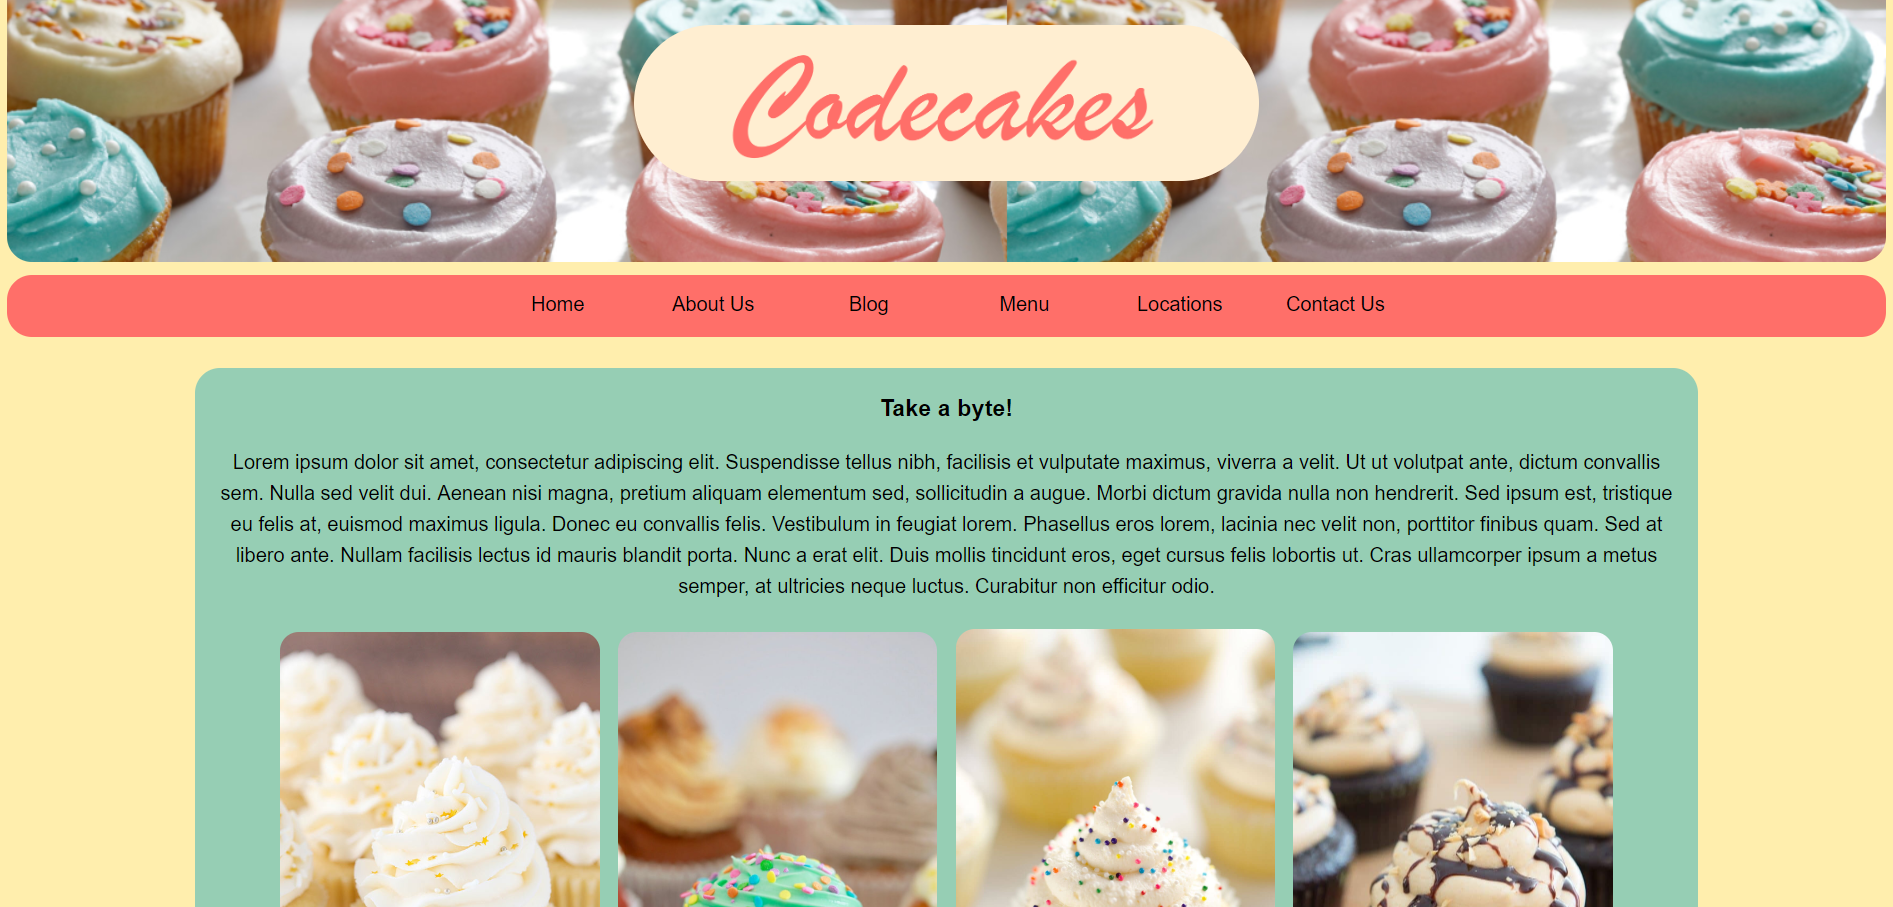 Codecakes
Home About Us Blog Menu Locations Contact Us
Take a byte!
Lorem ipsum dolor sit amet, consectetur adipiscing elit. Suspendisse tellus nibh, facilisis et vulputate maximus, viverra a velit. Ut ut volutpat ante, dictum convallis
sem. Nulla sed velit dui. Aenean nisi magna, pretium aliquam elementum sed, sollicitudin a augue. Morbi dictum gravida nulla non hendrerit. Sed ipsum est, tristique
eu felis at, euismod maximus ligula. Donec eu convallis felis. Vestibulum in feugiat lorem. Phasellus eros lorem, lacinia nec velit non, porttitor finibus quam. Sed at
libero ante. Nullam facilisis lectus id mauris blandit porta. Nunc a erat elit. Duis mollis tincidunt eros, eget cursus felis lobortis ut. Cras ullamcorper ipsum a metus
semper, at ultricies neque luctus. Curabitur non efficitur odio.